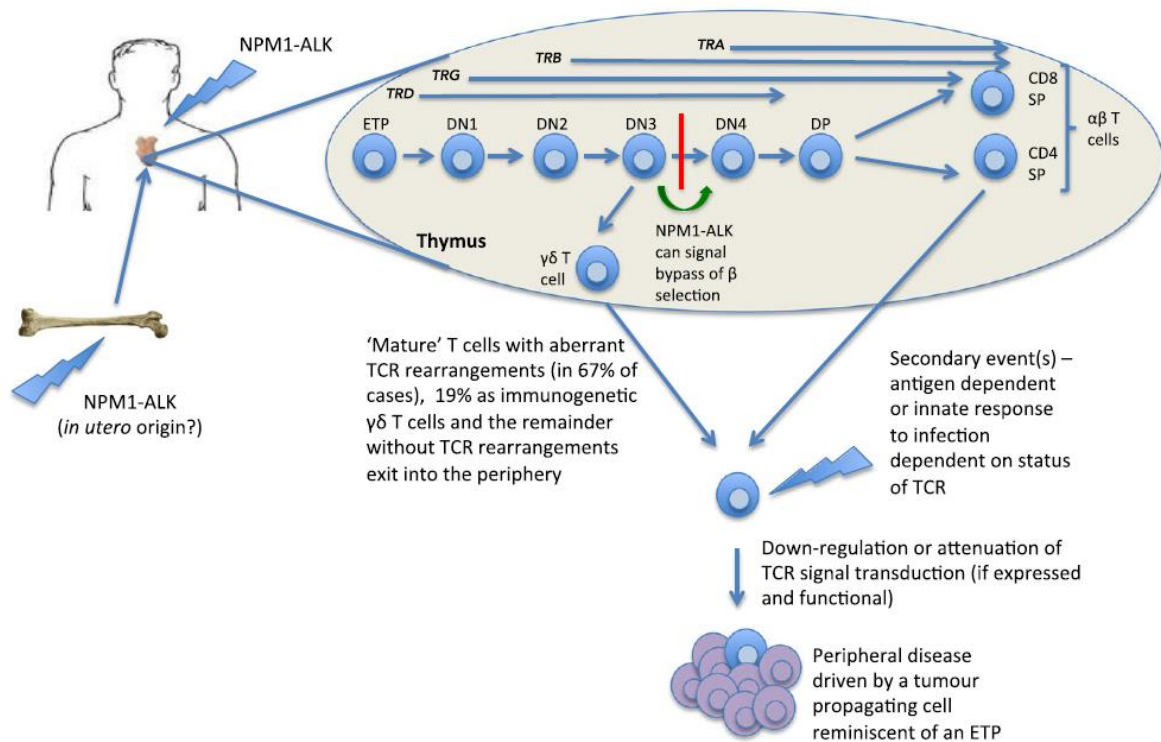 NPM1-ALK
TRA
TRB
TRG
TRD
ETP
DN1
DN2
DN3
DN4
DP
CD8
SP
CD4
SP
αβ T
cells
Thymus
γδ T
cell
NPM1-ALK
can signal
bypass of β
selection
NPM1-ALK
(in utero origin?)
‘Mature’ T cells with aberrant
TCR rearrangements (in 67% of
cases), 19% as immunogenetic
γδ T cells and the remainder
without TCR rearrangements
exit into the periphery
Secondary event(s) –
antigen dependent
or innate response
to infection
dependent on status
of TCR
Down-regulation or attenuation of
TCR signal transduction (if expressed
and functional)
Peripheral disease
driven by a tumour
propagating cell
reminiscent of an ETP